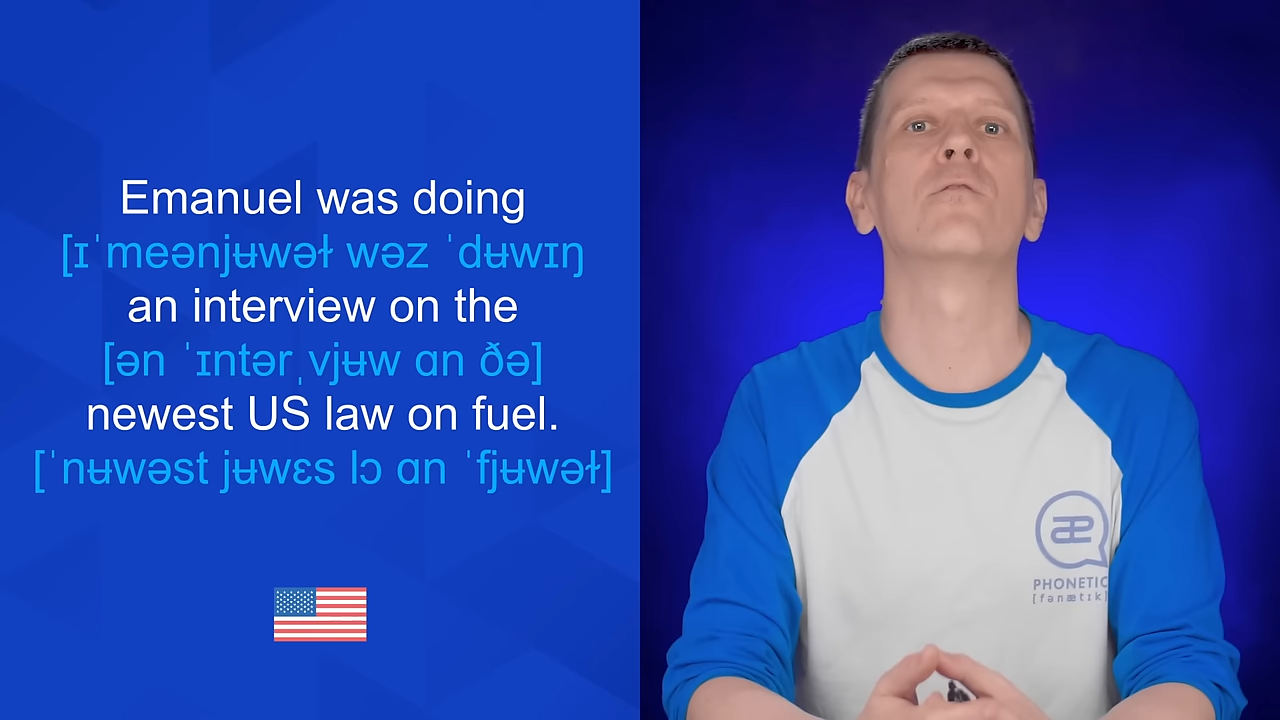 Emanuel was doing
[ɪˈmeənjʉwəɫ wəz ˈdʉwɪŋ
an interview on the
[ən ˈɪntərˌvjʉw ɑn ðə]
newest US law on fuel.
[ˈnʉwəst jʉwɛs lɔ ɑn ˈfjʉwəɫ]
æ
PHONETIC
[fənætɪk]